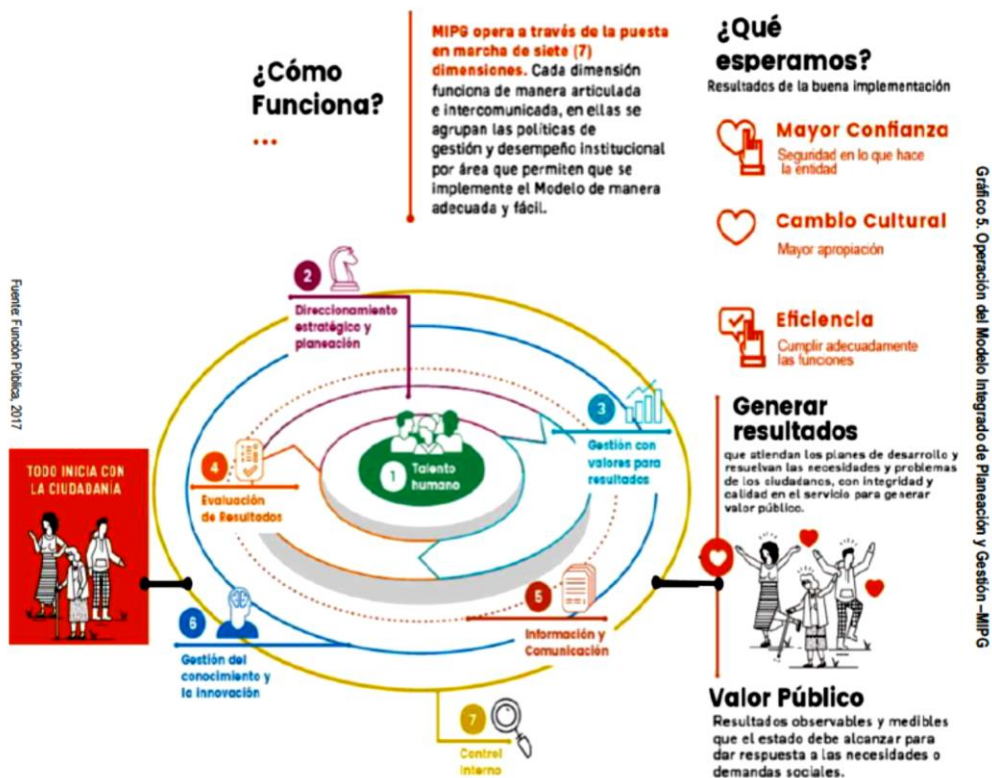 ¿Cómo
Funciona?
...
MIPG opera a través de la puesta
en marcha de siete (7)
dimensiones. Cada dimensión
funciona de manera articulada
e intercomunicada, en ellas se
agrupan las políticas de
gestión y desempeño institucional
por área que permiten que se
implemente el Modelo de manera
adecuada y fácil.
¿Qué
esperamos?
Resultados de la buena implementación
Mayor Confianza
Seguridad en lo que hace
la entidad
Cambio Cultural
Mayor apropiación
Eficiencia
Cumplir adecuadamente
las funciones
Generar
resultados
que atiendan los planes de desarrollo y
resuelvan las necesidades y problemas
de los ciudadanos, con integridad y
calidad en el servicio para generar
valor público.
Valor Público
Resultados observables y medibles
que el estado debe alcanzar para
dar respuesta a las necesidades o
demandas sociales.
TODO INICIA CON
LA CIUDADANÍA
1
Talento
humano
2
Direccionamiento
estratégico y
planeación
3
Gestión con
valores para
resultados
4
Evaluación
de Resultados
5
Información y
Comunicación
6
Gestión del
conocimiento y
la innovación
7
Control
Interno
Fuente: Función Pública, 2017
Gráfico 5. Operación del Modelo Integrado de Planeación y Gestión –MIPG